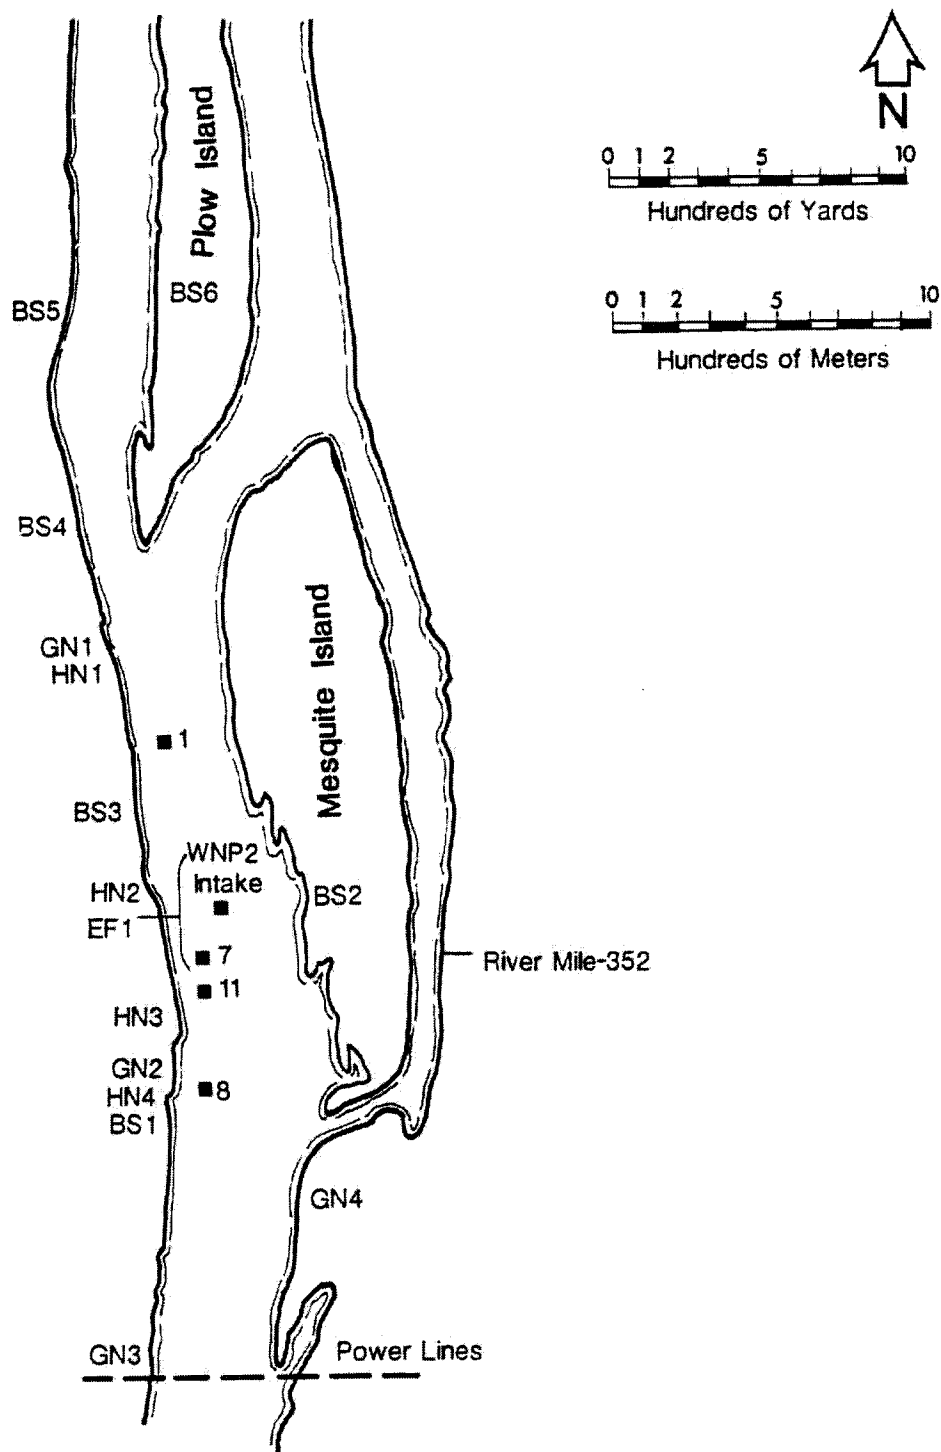 N
0 1 2 5 10
Hundreds of Yards
0 1 2 5 10
Hundreds of Meters
Plow Island
BS6
BS5
BS4
GN1
HN1
Mesquite Island
1
BS3
WNP2
Intake
HN2
BS2
EF1
7
River Mile-352
11
HN3
GN2
8
HN4
BS1
GN4
GN3
Power Lines